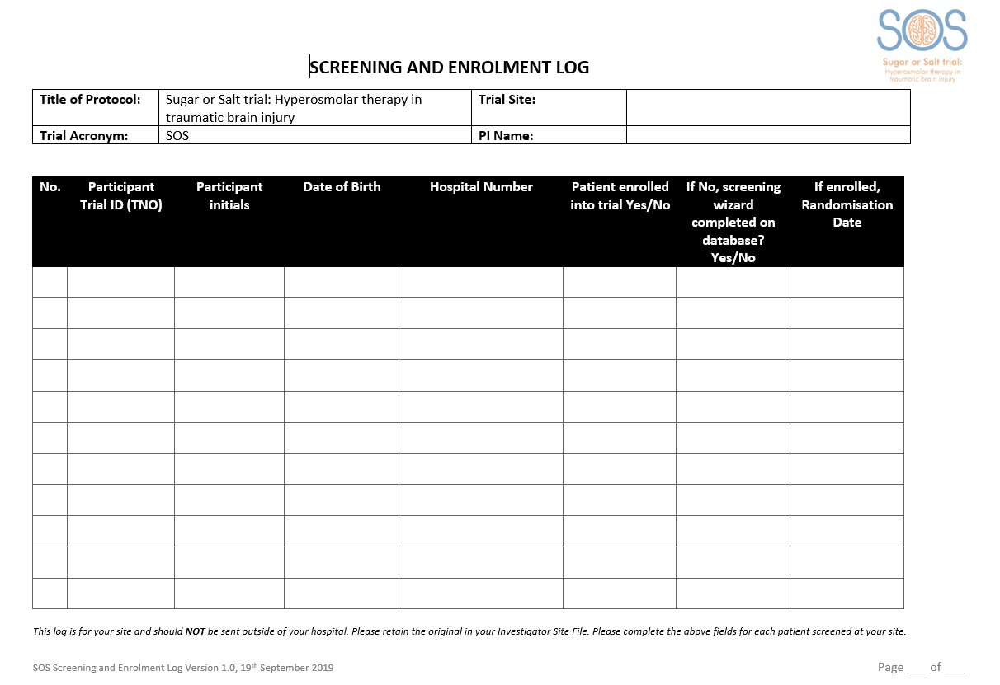 SOS
Sugar or Salt trial:
Hyperosmolar therapy in
traumatic brain injury
SCREENING AND ENROLMENT LOG
Title of Protocol: Sugar or Salt trial: Hyperosmolar therapy in Trial Site:
traumatic brain injury
Trial Acronym: SOS PI Name:
No. Participant Participant Date of Birth Hospital Number Patient enrolled If No, screening If enrolled,
Trial ID (TNO) initials into trial Yes/No wizard Randomisation
completed on Date
database?
Yes/No
This log is for your site and should NOT be sent outside of your hospital. Please retain the original in your Investigator Site File. Please complete the above fields for each patient screened at your site.
SOS Screening and Enrolment Log Version 1.0, 19th September 2019 Page ___ of ___